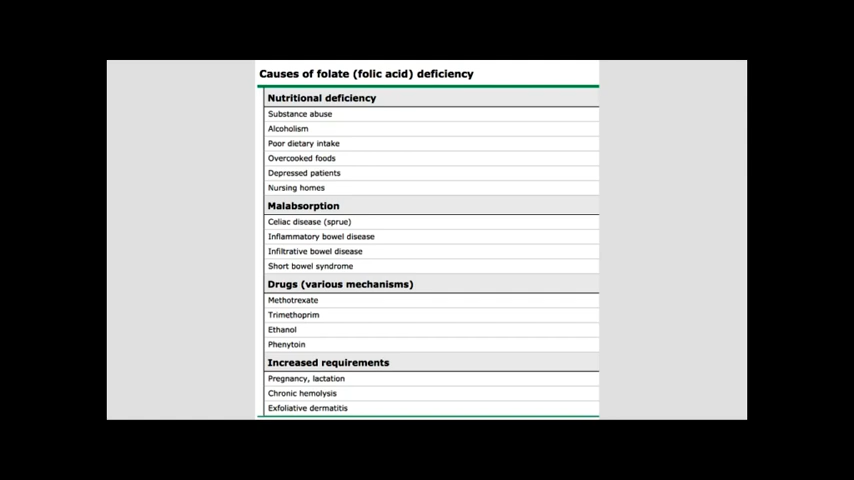 Causes of folate (folic acid) deficiency
Nutritional deficiency
Substance abuse
Alcoholism
Poor dietary intake
Overcooked foods
Depressed patients
Nursing homes
Malabsorption
Celiac disease (sprue)
Inflammatory bowel disease
Infiltrative bowel disease
Short bowel syndrome
Drugs (various mechanisms)
Methotrexate
Trimethoprim
Ethanol
Phenytoin
Increased requirements
Pregnancy, lactation
Chronic hemolysis
Exfoliative dermatitis